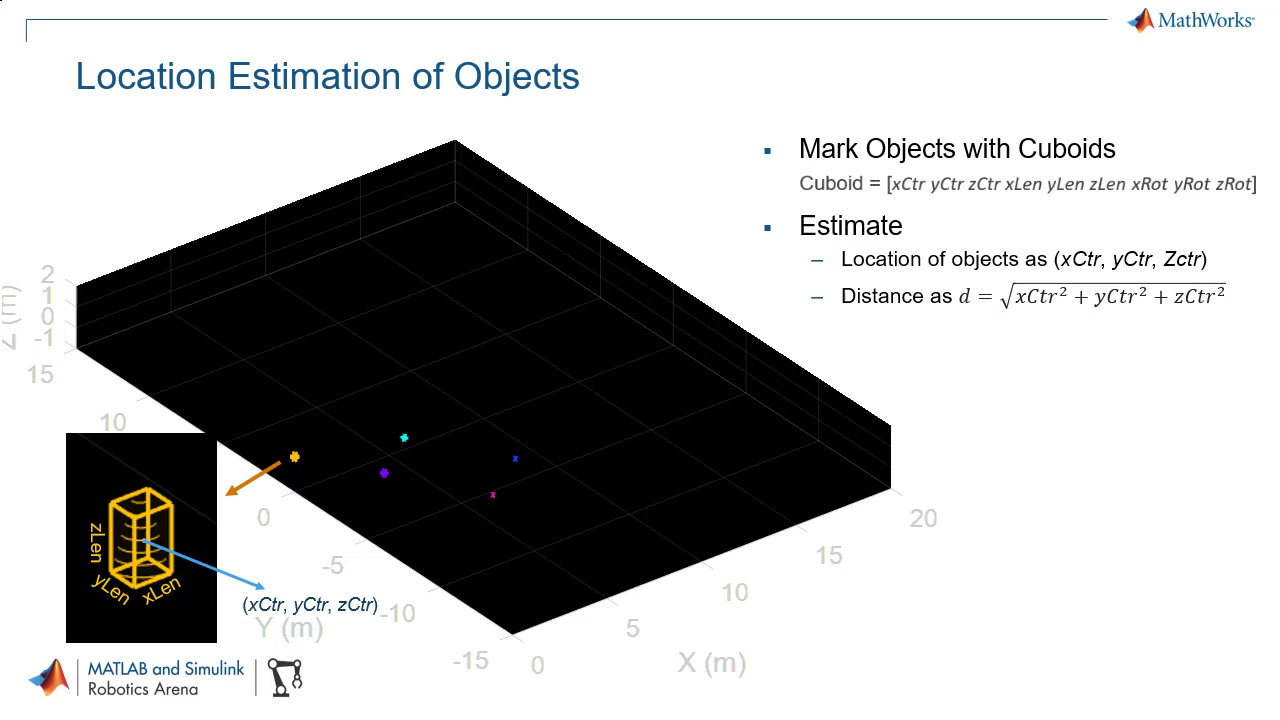 MathWorks®
Location Estimation of Objects
▪ Mark Objects with Cuboids
Cuboid = [xCtr yCtr zCtr xLen yLen zLen xRot yRot zRot]
▪ Estimate
– Location of objects as (xCtr, yCtr, Zctr)
– Distance as d = √xCtr² + yCtr² + zCtr²
2
1
0
-1
Z (m)
15
10
0
-5
-10
-15
Y (m)
0
5
10
15
20
X (m)
zLen
yLen
xLen
(xCtr, yCtr, zCtr)
MATLAB and Simulink
Robotics Arena